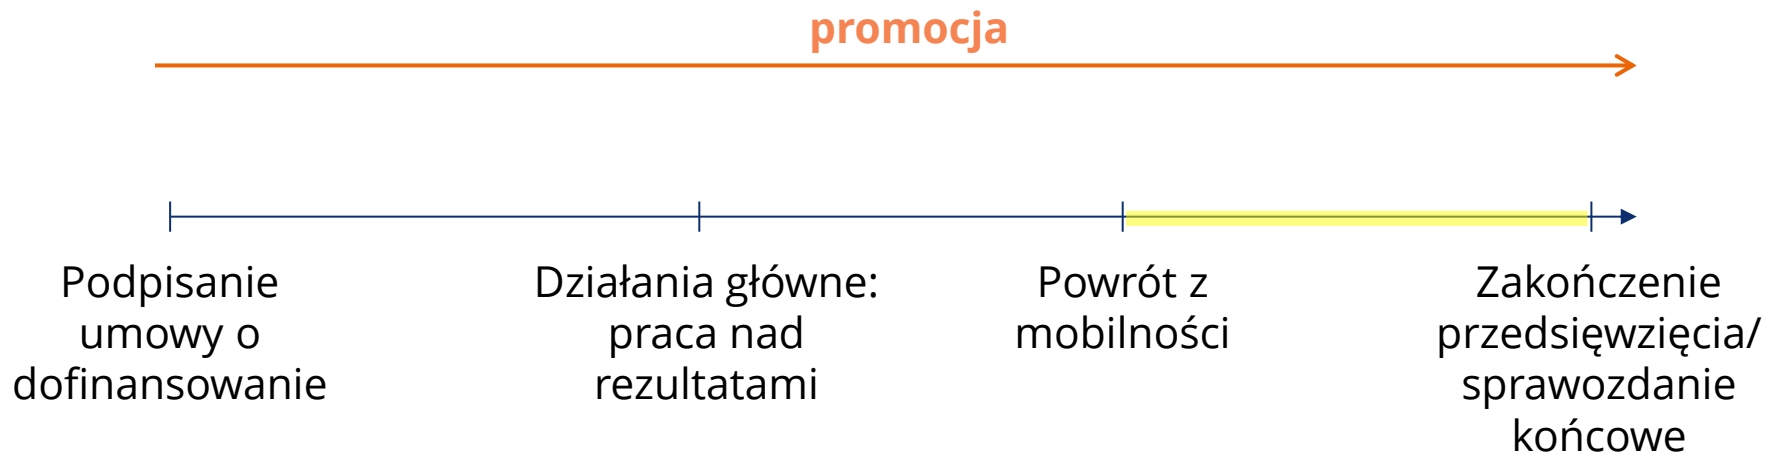 promocja
Podpisanie
umowy o
dofinansowanie
Działania główne:
praca nad
rezultatami
Powrót z
mobilności
Zakończenie
przedsięwzięcia/
sprawozdanie
końcowe